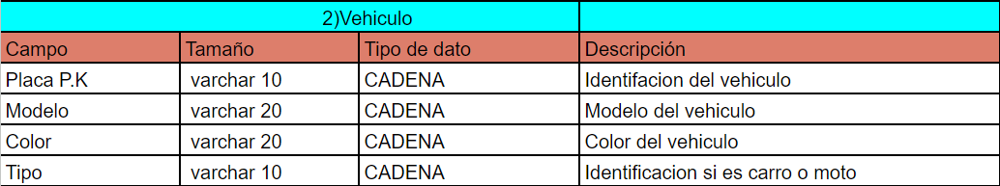 2)Vehiculo
Campo Tamaño Tipo de dato Descripción
Placa P.K varchar 10 CADENA Identifacion del vehiculo
Modelo varchar 20 CADENA Modelo del vehiculo
Color varchar 20 CADENA Color del vehiculo
Tipo varchar 10 CADENA Identificacion si es carro o moto